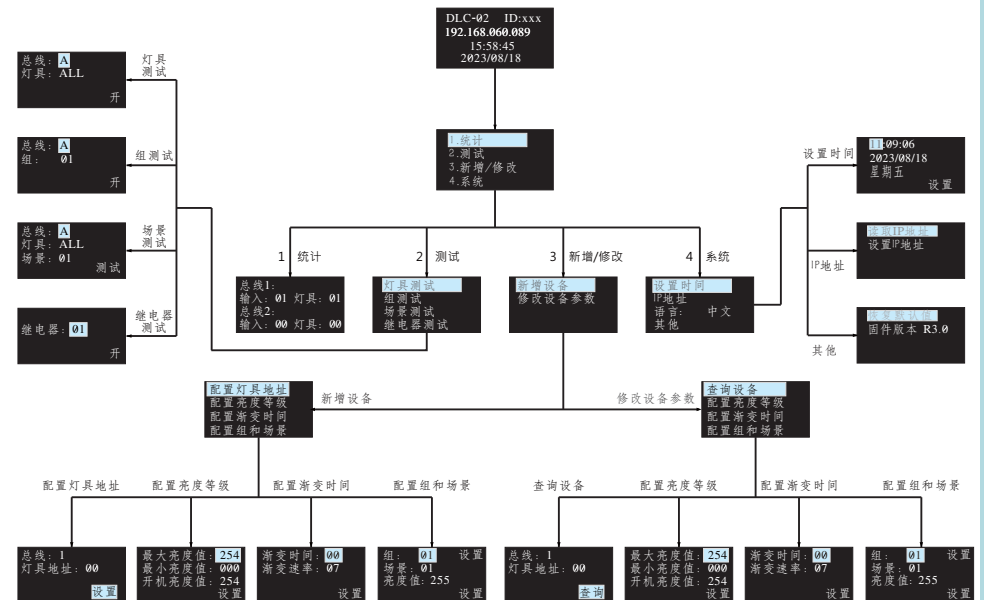 DLC-02 ID:xxx
192.168.060.089
15:58:45
2023/08/18
总线: A
灯具: ALL
开
灯具
测试
总线: A
组: 01
开
组测试
总线: A
灯具: ALL
场景: 01
测试
场景
测试
继电器: 01
开
继电器
测试
1.统计
2.测试
3.新增/修改
4.系统
设置时间
11:09:06
2023/08/18
星期五
设置
IP地址
读取IP地址
设置IP地址
其他
恢复默认值
固件版本 R3.0
1 统计
2 测试
3 新增/修改
4 系统
总线1:
输入: 01 灯具: 01
总线2:
输入: 00 灯具: 00
灯具测试
组测试
场景测试
继电器测试
新增设备
修改设备参数
设置时间
IP地址
语言: 中文
其他
新增设备
修改设备参数
配置灯具地址
配置亮度等级
配置渐变时间
配置组和场景
查询设备
配置亮度等级
配置渐变时间
配置组和场景
配置灯具地址
配置亮度等级
配置渐变时间
配置组和场景
查询设备
配置亮度等级
配置渐变时间
配置组和场景
总线: 1
灯具地址: 00
设置
最大亮度值: 254
最小亮度值: 000
开机亮度值: 254
设置
渐变时间: 00
渐变速率: 07
设置
组: 01 设置
场景: 01
亮度值: 255
设置
总线: 1
灯具地址: 00
查询
最大亮度值: 254
最小亮度值: 000
开机亮度值: 254
设置
渐变时间: 00
渐变速率: 07
设置
组: 01 设置
场景: 01
亮度值: 255
设置